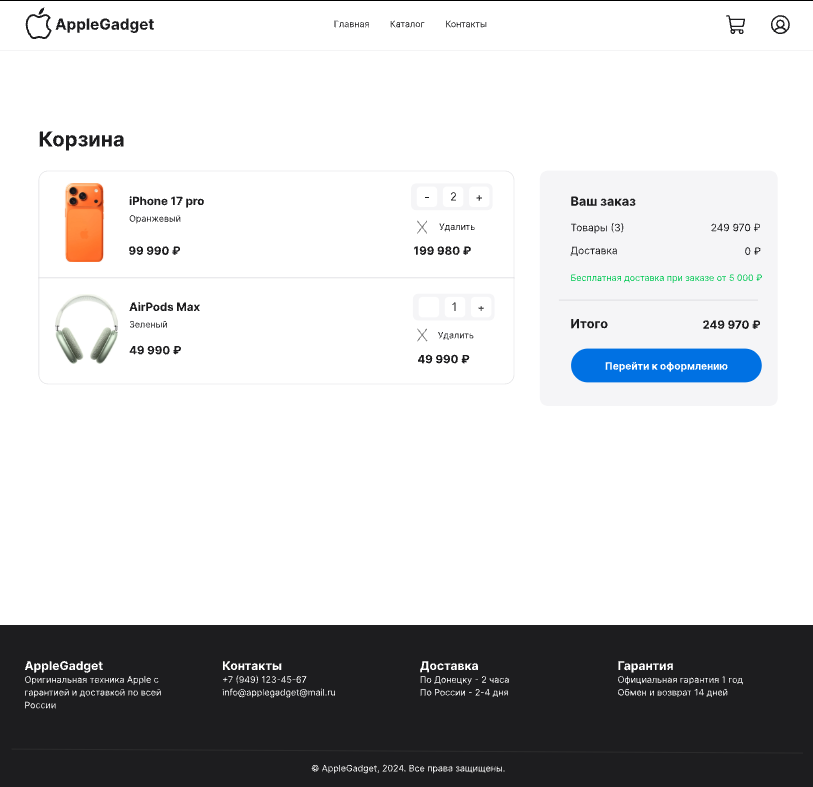 AppleGadget
Главная Каталог Контакты
Корзина
iPhone 17 pro
Оранжевый
99 990 ₽
- 2 +
Удалить
199 980 ₽
AirPods Max
Зеленый
49 990 ₽
1 +
Удалить
49 990 ₽
Ваш заказ
Товары (3) 249 970 ₽
Доставка 0 ₽
Бесплатная доставка при заказе от 5 000 ₽
Итого 249 970 ₽
Перейти к оформлению
AppleGadget
Оригинальная техника Apple с
гарантией и доставкой по всей
России
Контакты
+7 (949) 123-45-67
info@applegadget@mail.ru
Доставка
По Донецку - 2 часа
По России - 2-4 дня
Гарантия
Официальная гарантия 1 год
Обмен и возврат 14 дней
© AppleGadget, 2024. Все права защищены.